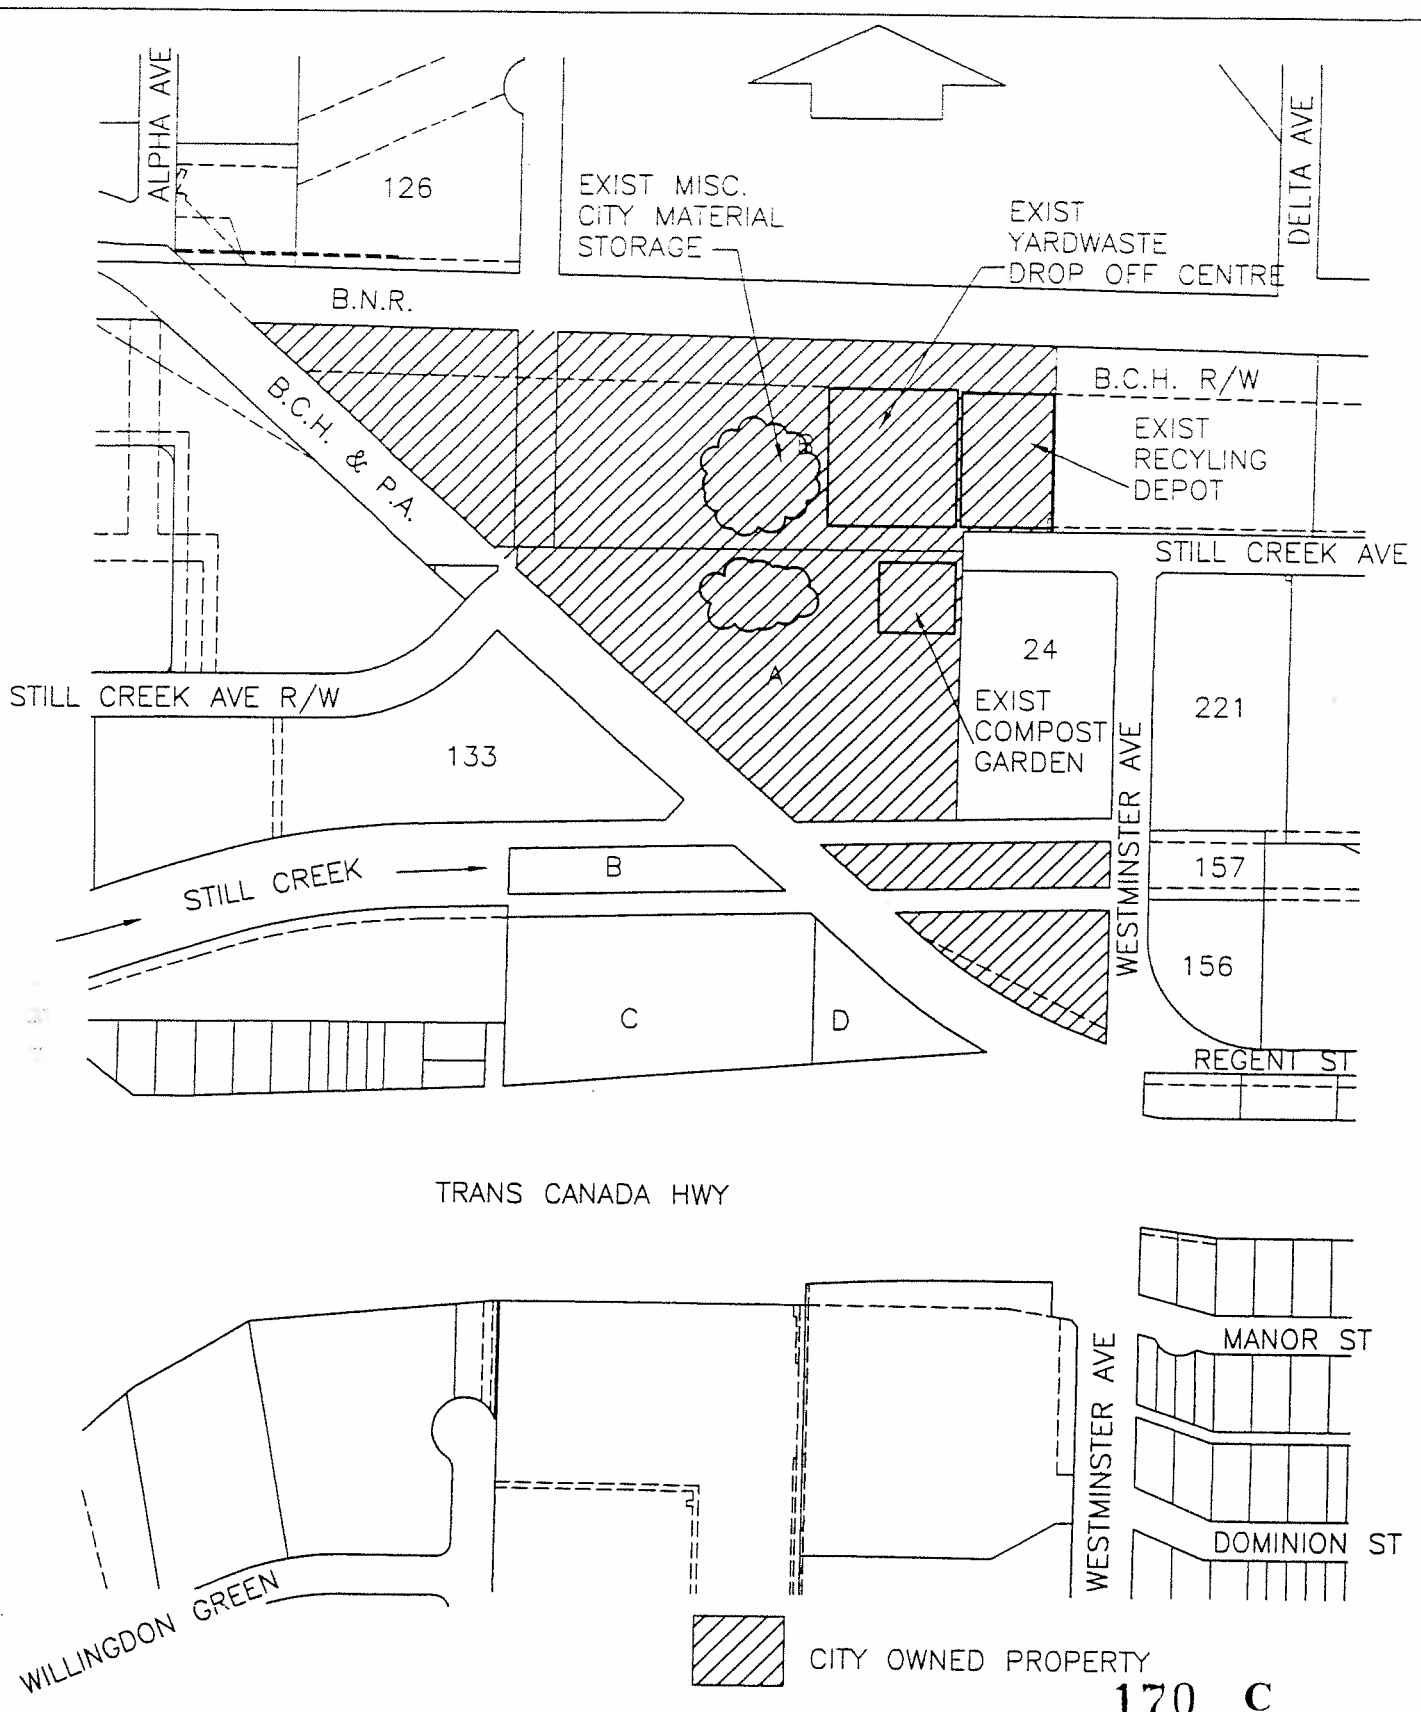 ALPHA AVE
126
EXIST MISC.
CITY MATERIAL
STORAGE
EXIST
YARDWASTE
DROP OFF CENTRE
DELTA AVE
B.N.R.
B.C.H. & P.A.
B.C.H. R/W
EXIST
RECYLING
DEPOT
STILL CREEK AVE
24
221
A
EXIST
COMPOST
GARDEN
STILL CREEK AVE R/W
133
WESTMINSTER AVE
STILL CREEK
B
157
156
C
D
REGENT ST
TRANS CANADA HWY
MANOR ST
WESTMINSTER AVE
DOMINION ST
WILLINGDON GREEN
CITY OWNED PROPERTY
170 C